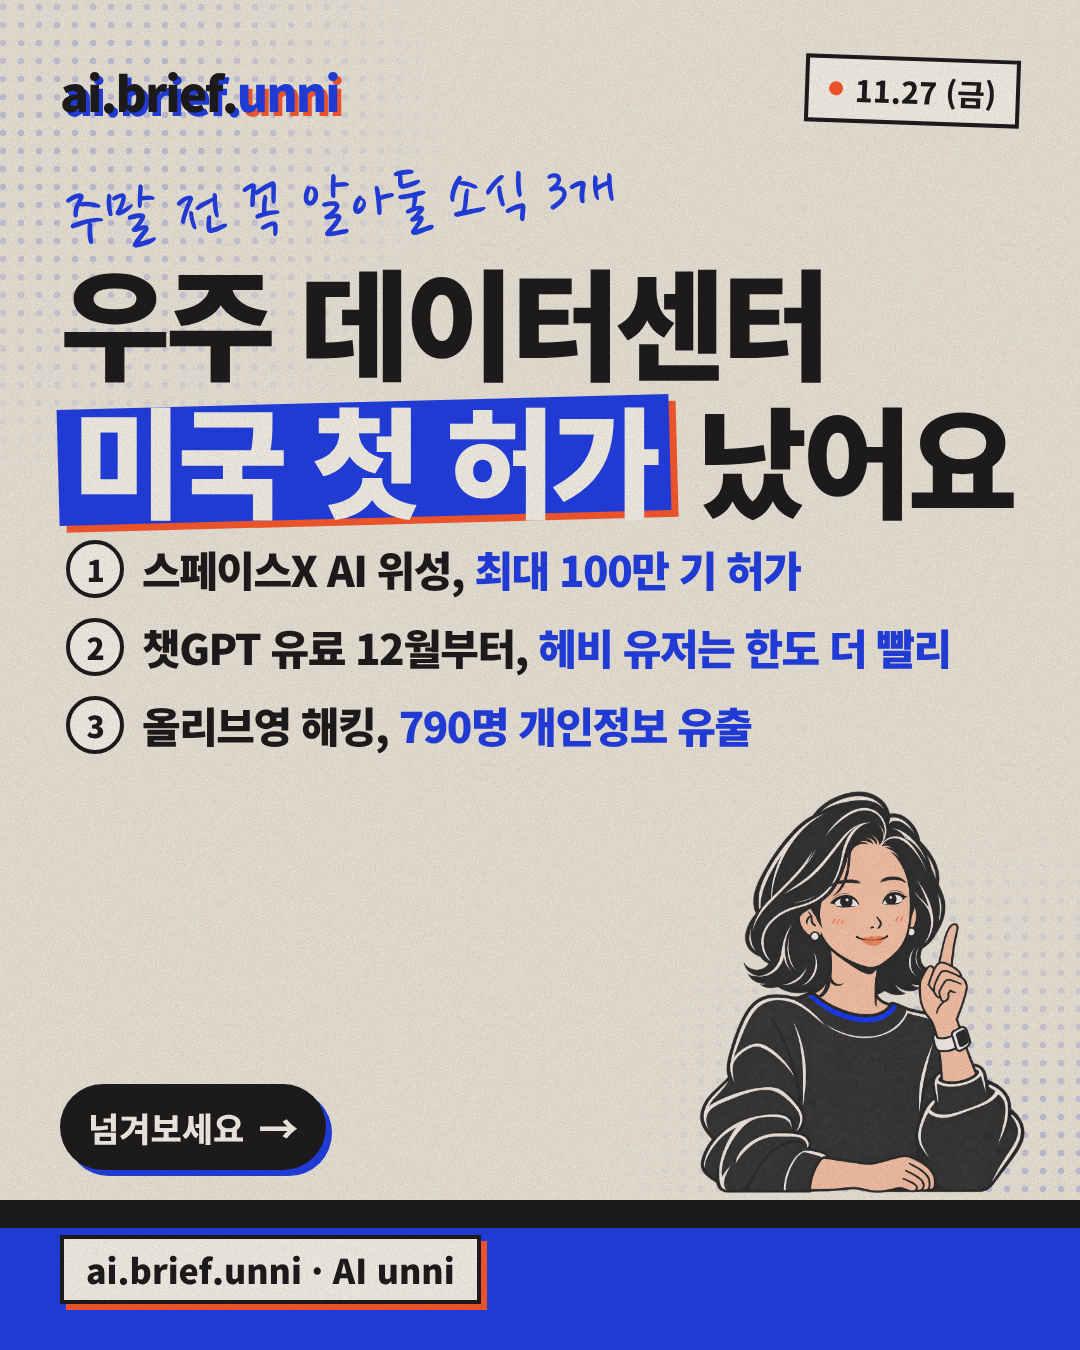 ai.brief.unni
11.27 (금)
주말 전 꼭 알아둘 소식 3개
우주 데이터센터
미국 첫 허가 났어요
1 스페이스X AI 위성, 최대 100만 기 허가
2 챗GPT 유료 12월부터, 헤비 유저는 한도 더 빨리
3 올리브영 해킹, 790명 개인정보 유출
넘겨보세요 →
ai.brief.unni · AI unni